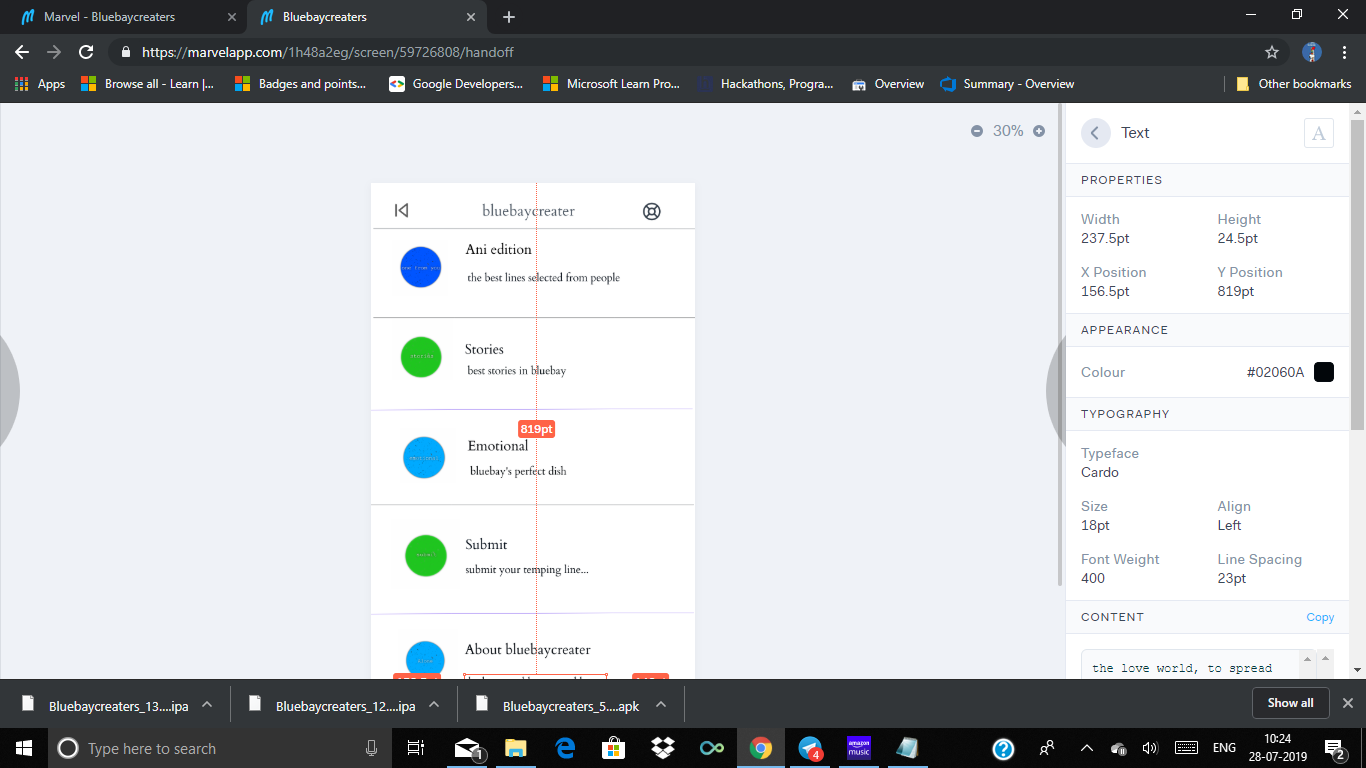 Marvel - Bluebaycreaters
Bluebaycreaters
https://marvelapp.com/1h48a2eg/screen/59726808/handoff
Apps
Browse all - Learn |...
Badges and points...
Google Developers...
Microsoft Learn Pro...
Hackathons, Progra...
Overview
Summary - Overview
Other bookmarks
30%
bluebaycreater
Ani edition
the best lines selected from people
Stories
best stories in bluebay
819pt
Emotional
bluebay's perfect dish
Submit
submit your temping line...
About bluebaycreater
Text
A
PROPERTIES
Width
Height
237.5pt
24.5pt
X Position
Y Position
156.5pt
819pt
APPEARANCE
Colour
#02060A
TYPOGRAPHY
Typeface
Cardo
Size
Align
18pt
Left
Font Weight
Line Spacing
400
23pt
CONTENT
Copy
the love world, to spread
Bluebaycreaters_13....ipa
Bluebaycreaters_12....ipa
Bluebaycreaters_5....apk
Show all
Type here to search
1
4
amazon music
ENG
10:24
28-07-2019
2